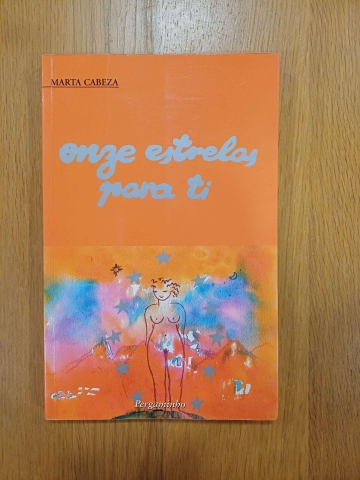 MARTA CABEZA
onze estrelas
para ti
Pergaminho